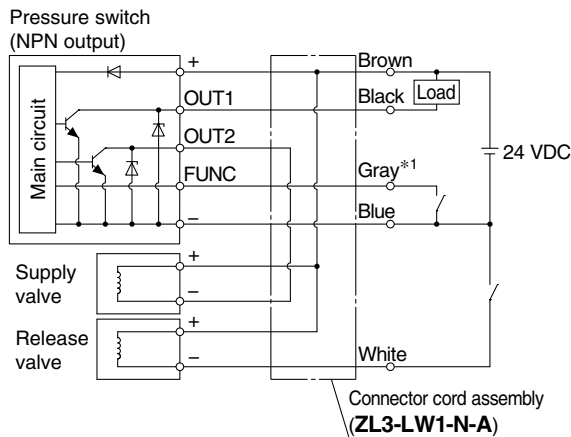 Pressure switch
(NPN output)
Main circuit
+
OUT1
OUT2
FUNC
−
Brown
Black
Load
Gray*1
Blue
24 VDC
Supply
valve
+
−
Release
valve
+
−
White
Connector cord assembly
(ZL3-LW1-N-A)